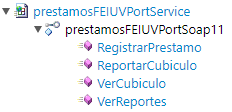 prestamosFEIUVPortService
prestamosFEIUVPortSoap11
RegistrarPrestamo
ReportarCubiculo
VerCubiculo
VerReportes